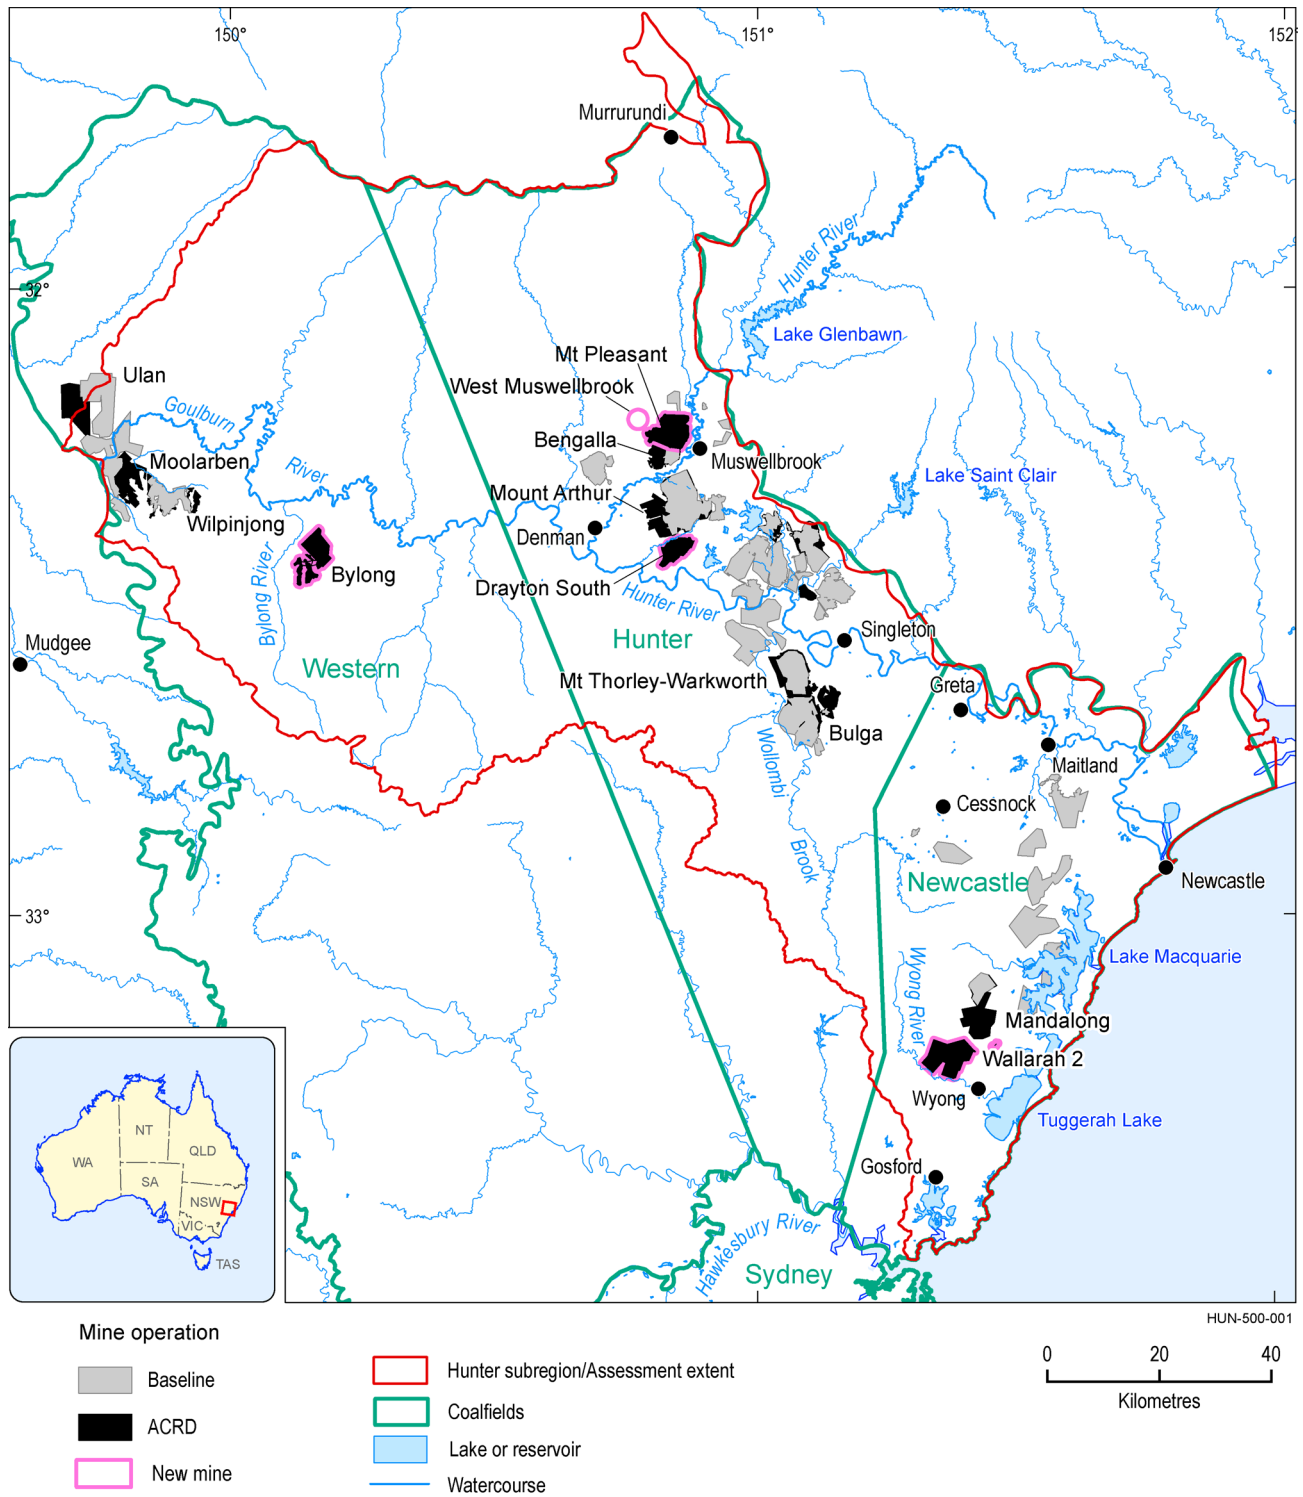 150°
151°
152°
Murrurundi
Hunter River
32°
Lake Glenbawn
Mt Pleasant
Ulan
West Muswellbrook
Goulburn
Bengalla
Moolarben
Muswellbrook
River
Lake Saint Clair
Mount Arthur
Wilpinjong
Denman
Bylong
Drayton South
Bylong River
Hunter River
Singleton
Mudgee
Hunter
Western
Mt Thorley-Warkworth
Greta
Bulga
Wollombi
Maitland
Cessnock
Brook
Newcastle
Newcastle
33°
Lake Macquarie
Wyong River
Mandalong
Wallarah 2
Wyong
Tuggerah Lake
Gosford
Hawkesbury River
Sydney
NT
QLD
WA
SA
NSW
VIC
TAS
HUN-500-001
Mine operation
Baseline
ACRD
New mine
Hunter subregion/Assessment extent
Coalfields
Lake or reservoir
Watercourse
0 20 40
Kilometres